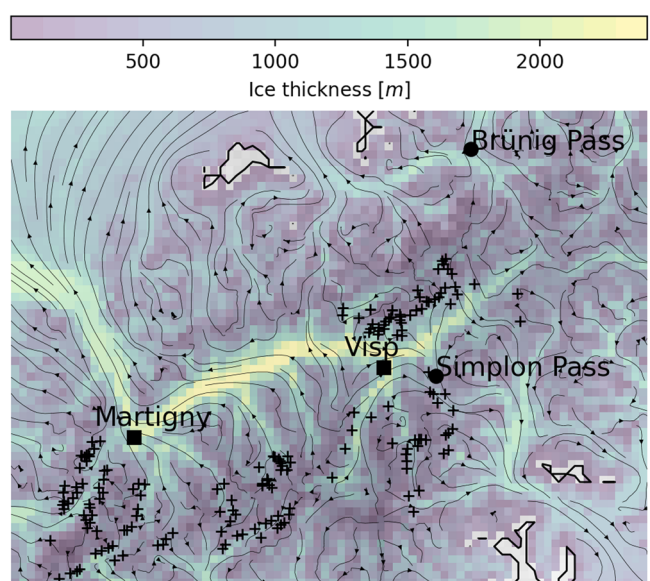 500 1000 1500 2000
Ice thickness [m]
Brünig Pass
Visp
Simplon Pass
Martigny